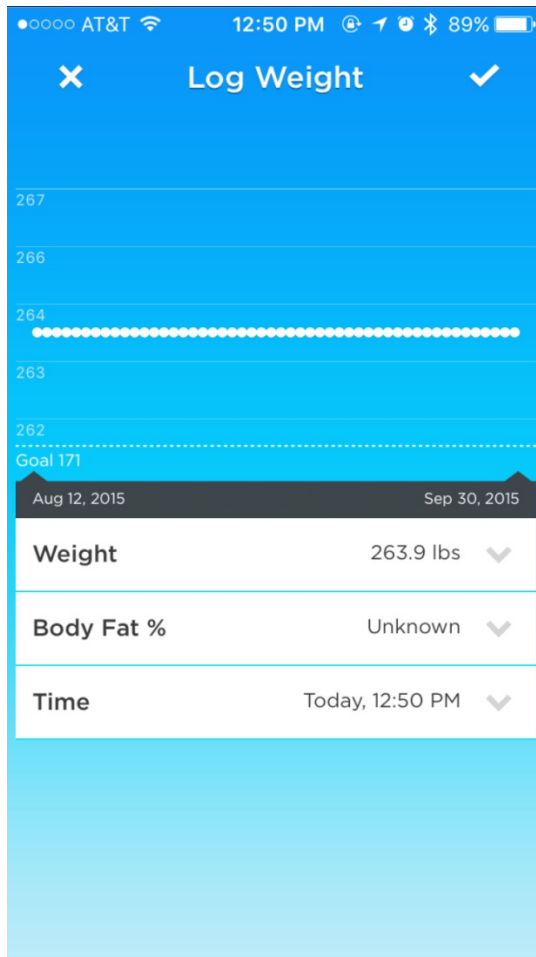 AT&T 12:50 PM 89%
Log Weight
267
266
264
263
262
Goal 171
Aug 12, 2015 Sep 30, 2015
Weight 263.9 lbs
Body Fat % Unknown
Time Today, 12:50 PM